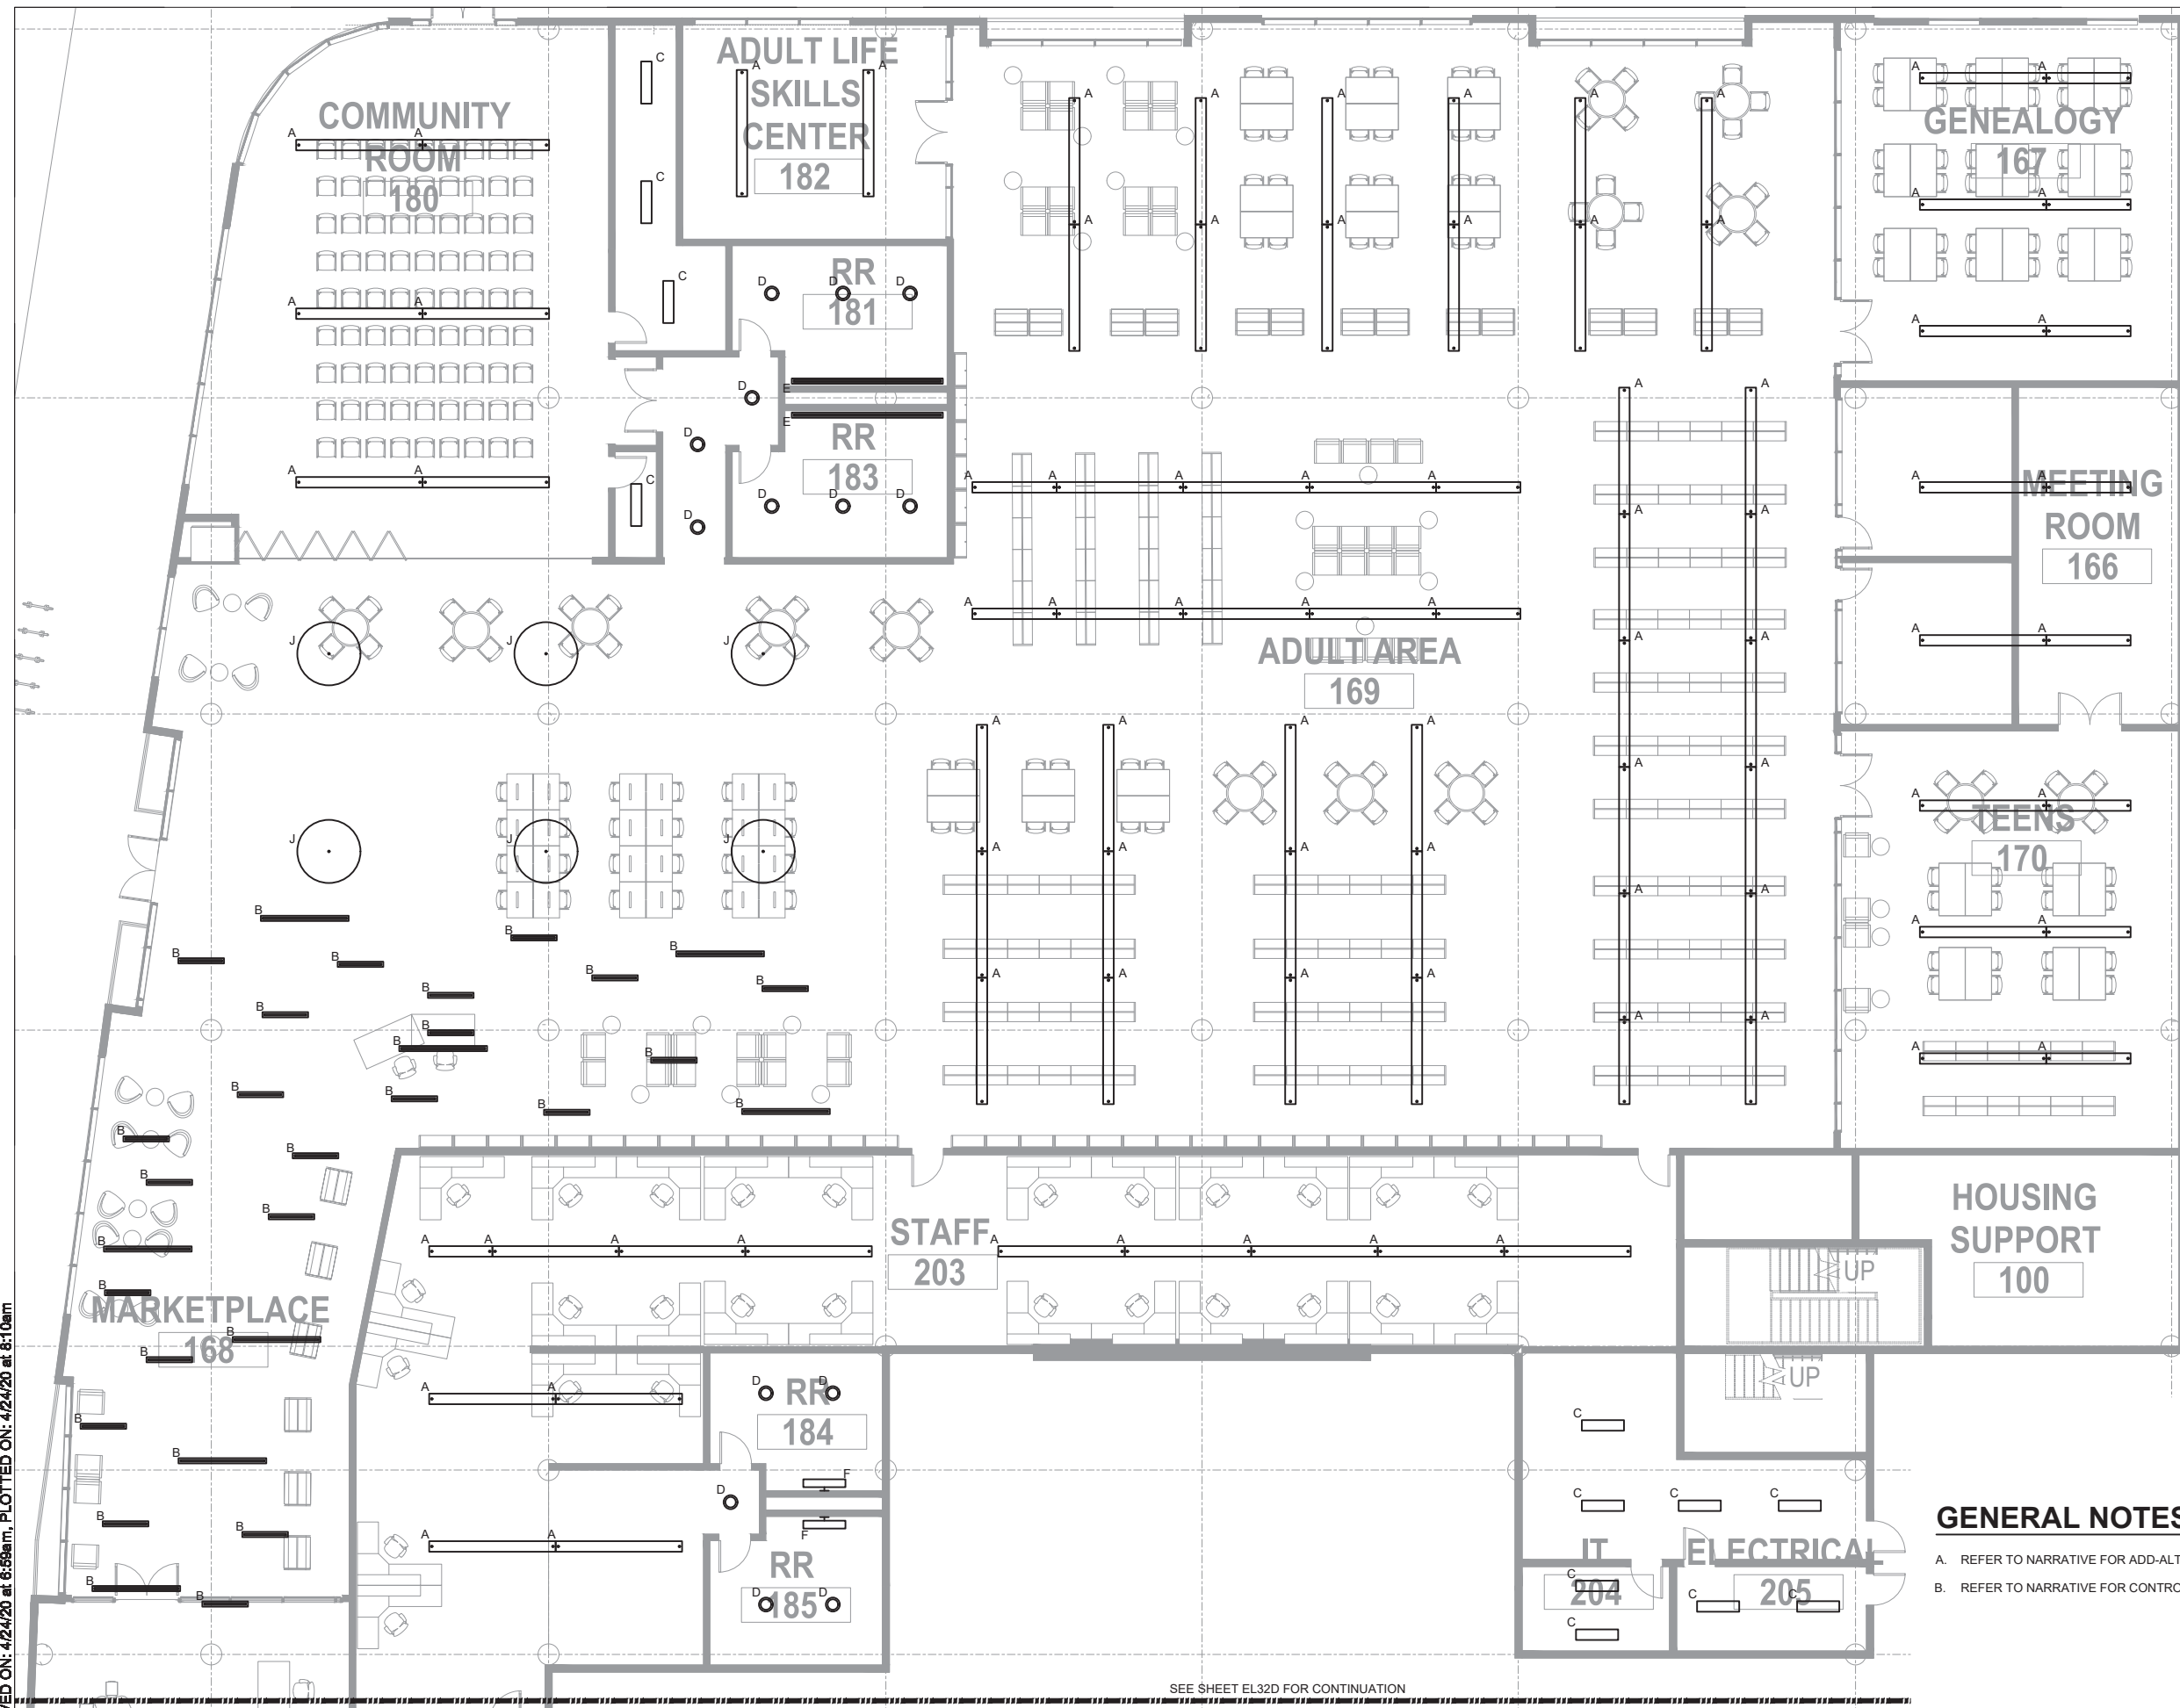 COMMUNITY
ROOM
180
ADULT LIFE
SKILLS
CENTER
182
GENEALOGY
167
RR
181
RR
183
MEETING
ROOM
166
ADULT AREA
169
TEENS
170
STAFF
203
HOUSING
SUPPORT
100
UP
UP
MARKETPLACE
168
RR
184
RR
185
IT
204
ELECTRICAL
205
GENERAL NOTES
A. REFER TO NARRATIVE FOR ADD-ALT
B. REFER TO NARRATIVE FOR
SEE SHEET EL32D FOR CONTINUATION
ON: 4/24/20 at 6:59am, PLOTTED ON: 4/24/20 at 8:10am